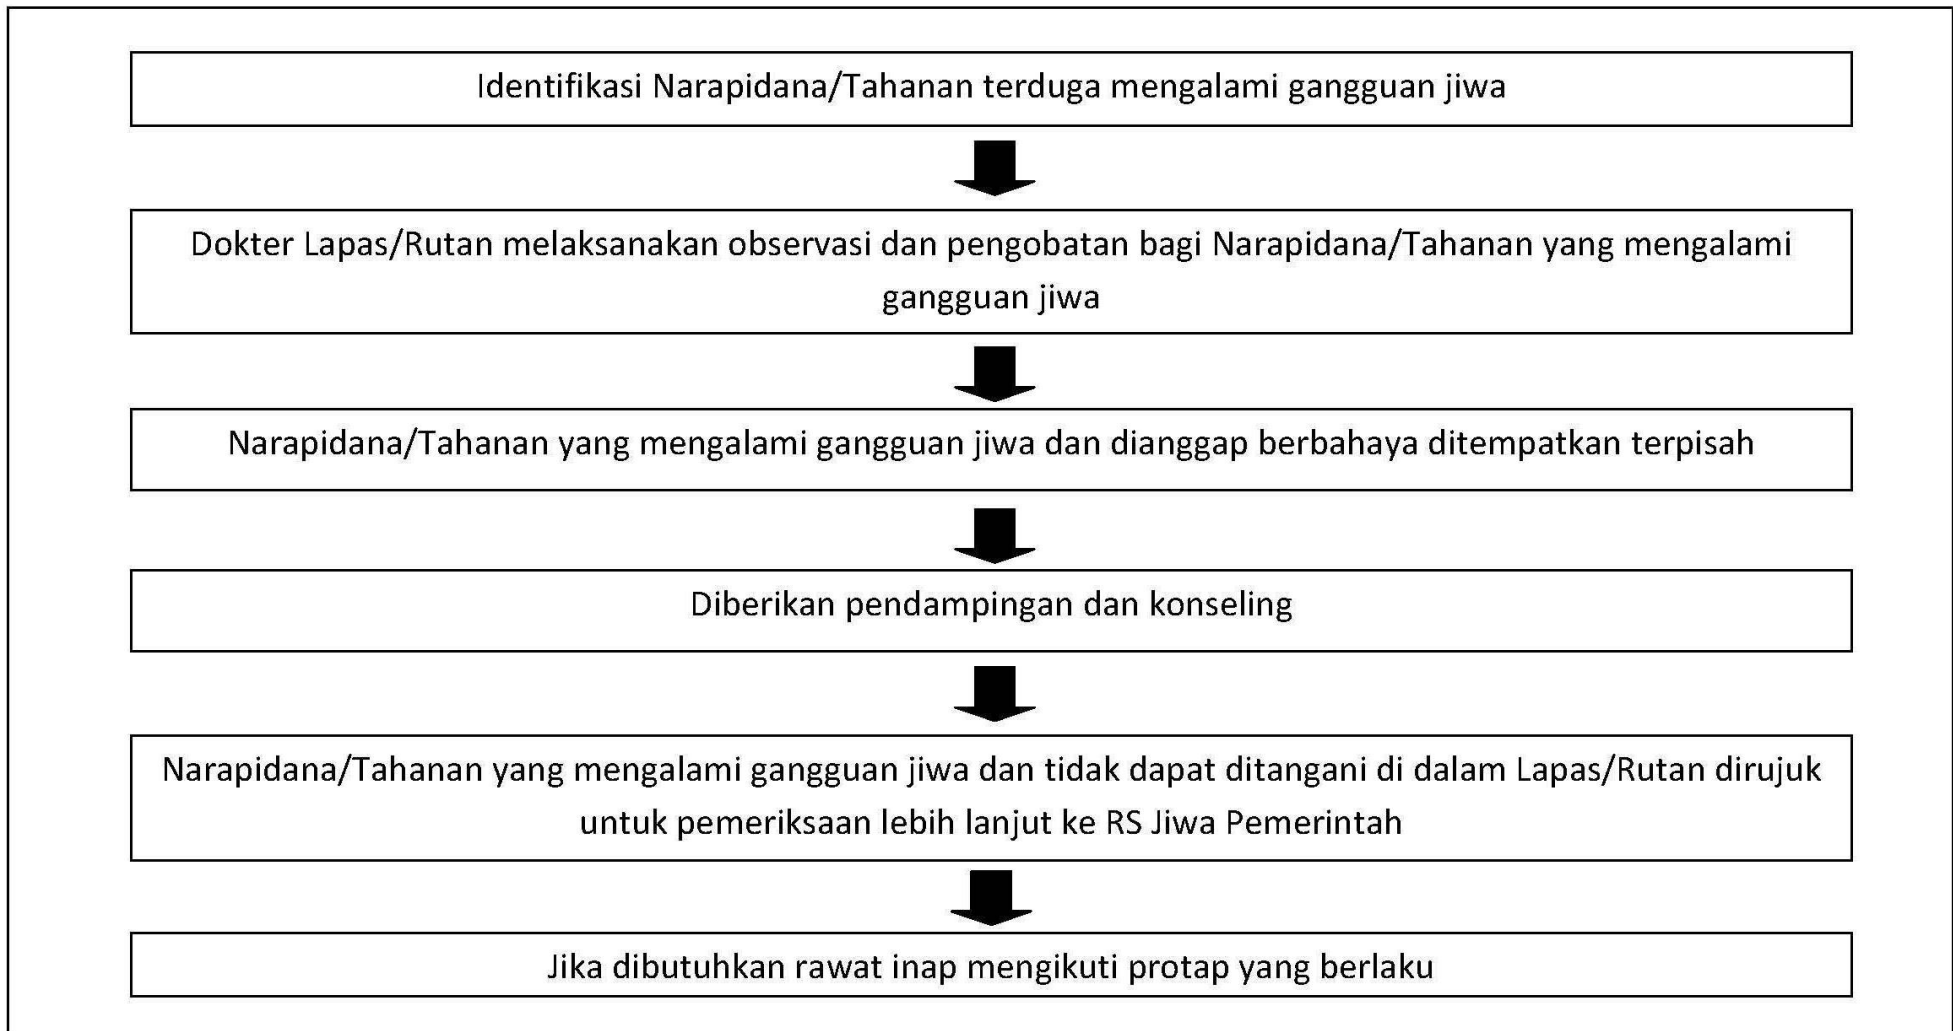 Identifikasi Narapidana/Tahanan terduga mengalami gangguan jiwa
Dokter Lapas/Rutan melaksanakan observasi dan pengobatan bagi Narapidana/Tahanan yang mengalami
gangguan jiwa
Narapidana/Tahanan yang mengalami gangguan jiwa dan dianggap berbahaya ditempatkan terpisah
Diberikan pendampingan dan konseling
Narapidana/Tahanan yang mengalami gangguan jiwa dan tidak dapat ditangani di dalam Lapas/Rutan dirujuk
untuk pemeriksaan lebih lanjut ke RS Jiwa Pemerintah
Jika dibutuhkan rawat inap mengikuti protap yang berlaku